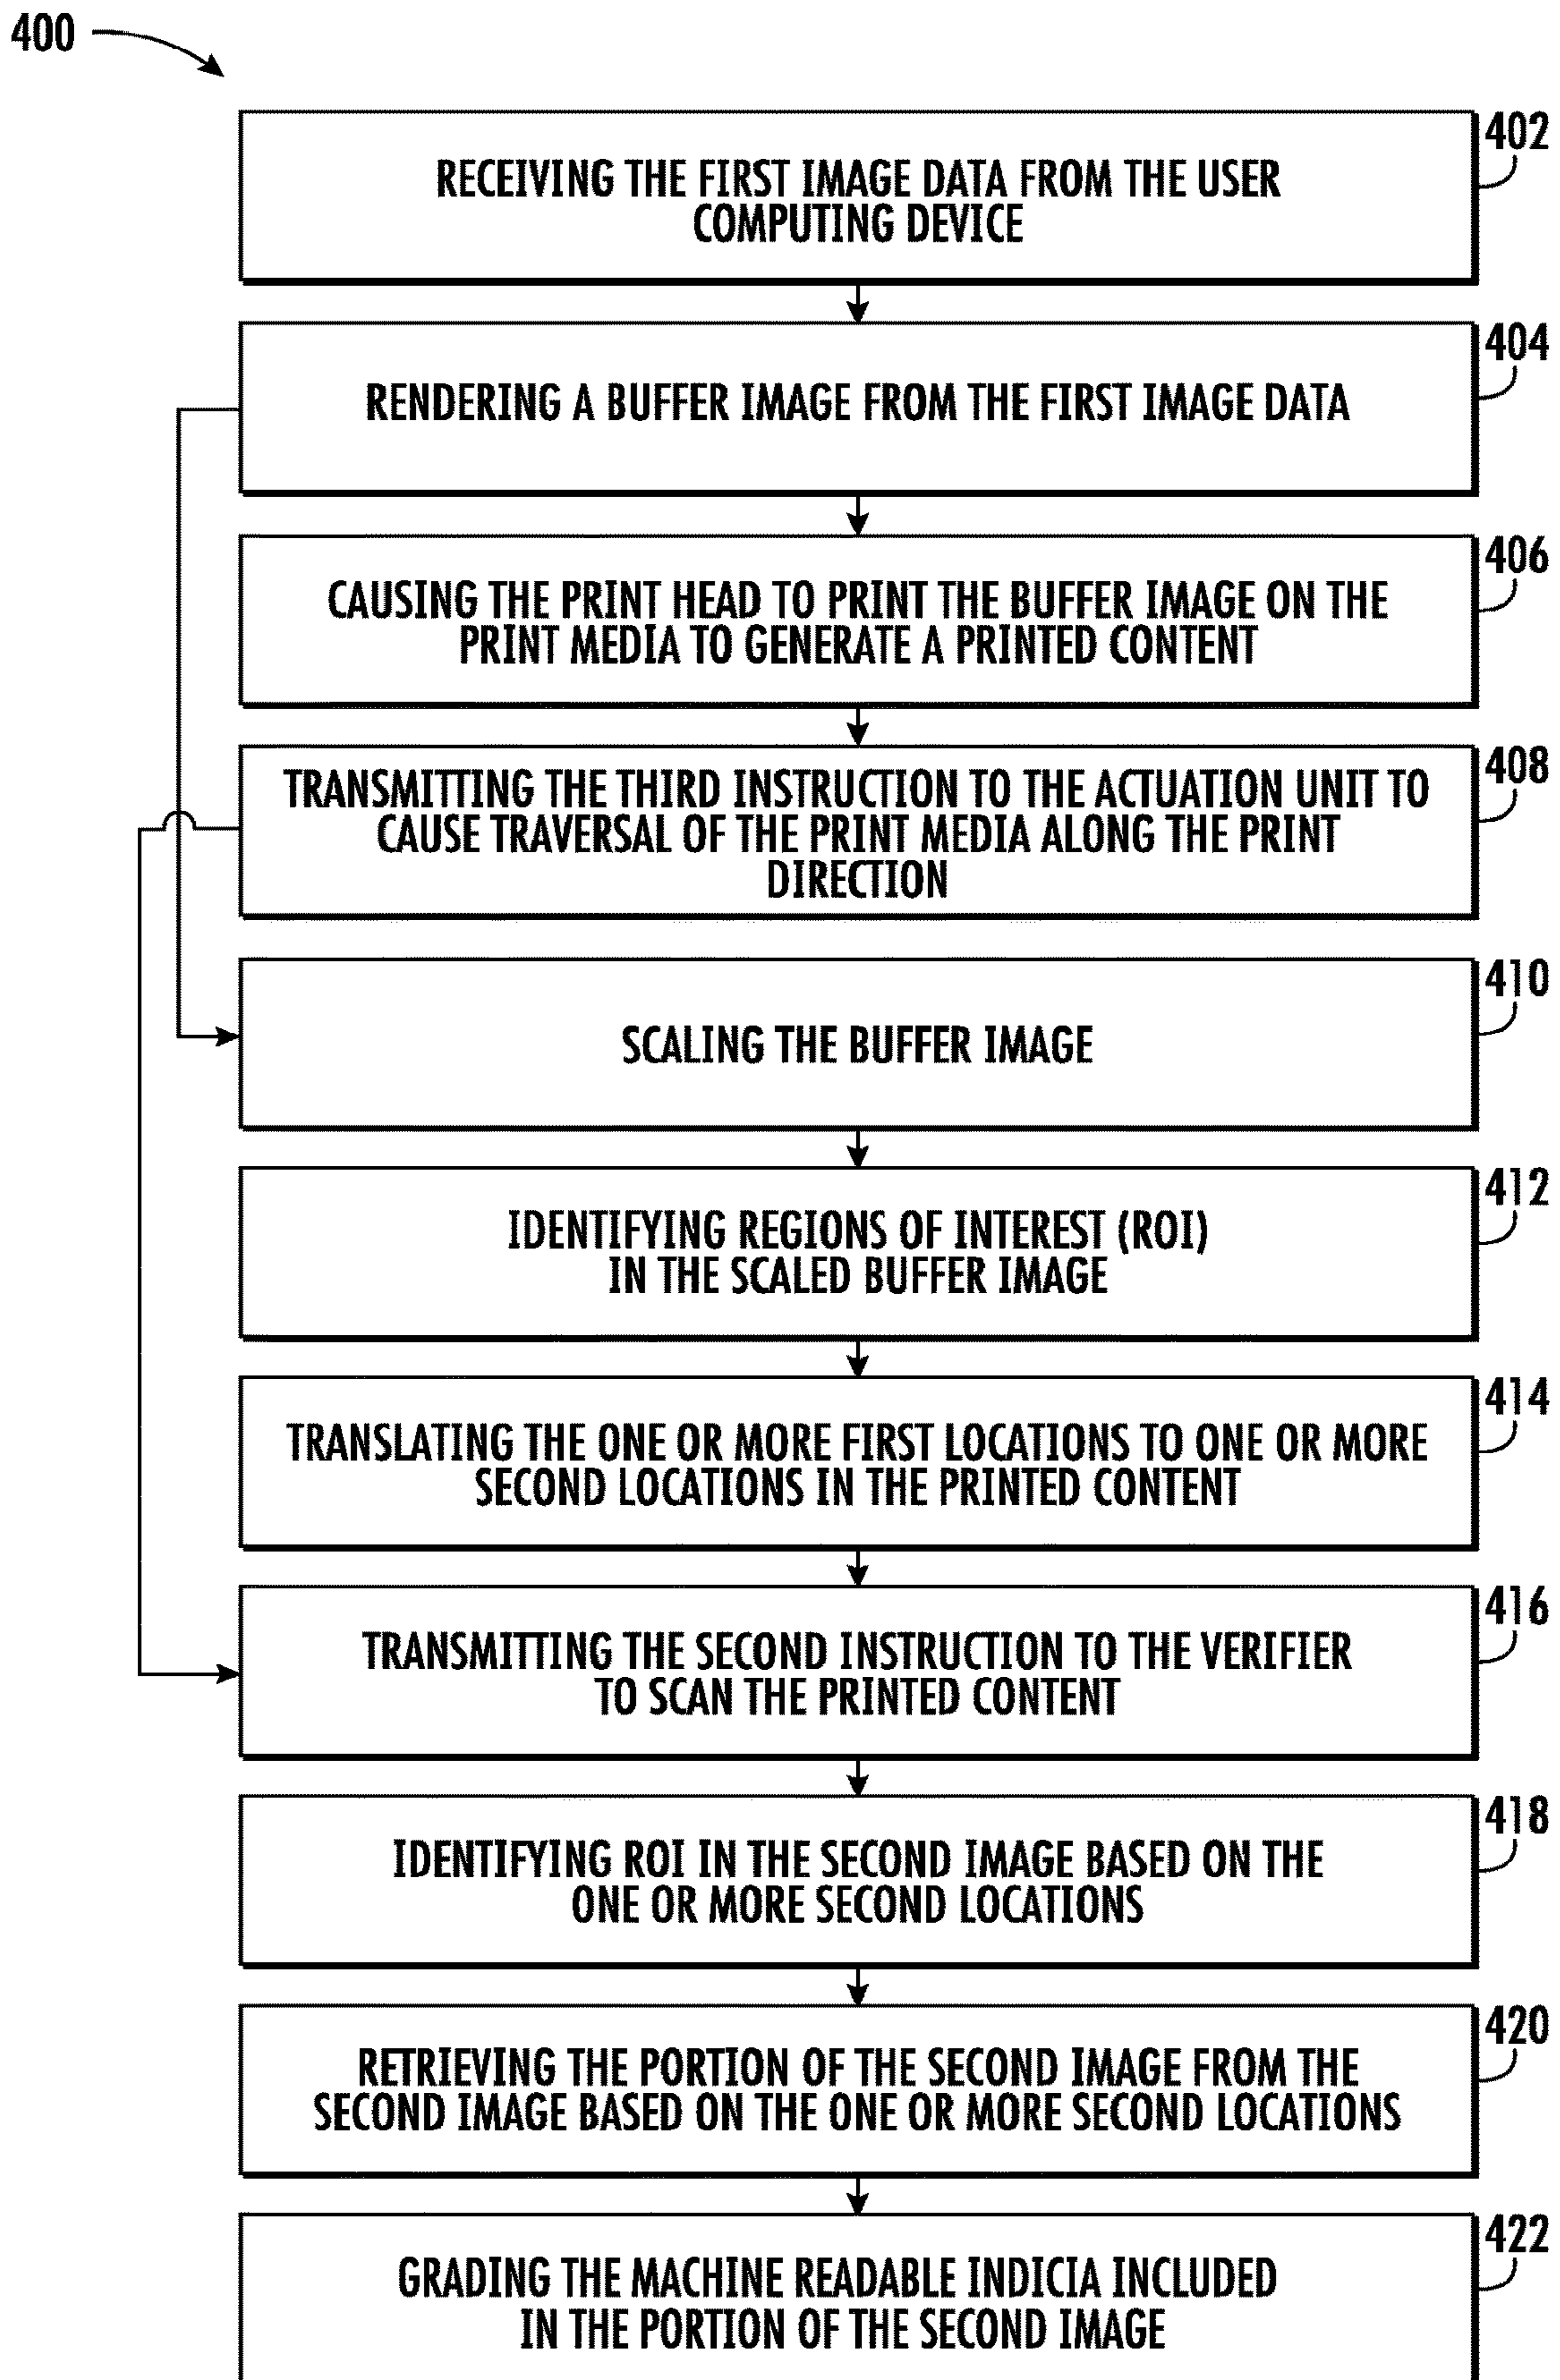 400
402
RECEIVING THE FIRST IMAGE DATA FROM THE USER
COMPUTING DEVICE
404
RENDERING A BUFFER IMAGE FROM THE FIRST IMAGE DATA
406
CAUSING THE PRINT HEAD TO PRINT THE BUFFER IMAGE ON THE
PRINT MEDIA TO GENERATE A PRINTED CONTENT
408
TRANSMITTING THE THIRD INSTRUCTION TO THE ACTUATION UNIT TO
CAUSE TRAVERSAL OF THE PRINT MEDIA ALONG THE PRINT
DIRECTION
410
SCALING THE BUFFER IMAGE
412
IDENTIFYING REGIONS OF INTEREST (ROI)
IN THE SCALED BUFFER IMAGE
414
TRANSLATING THE ONE OR MORE FIRST LOCATIONS TO ONE OR MORE
SECOND LOCATIONS IN THE PRINTED CONTENT
416
TRANSMITTING THE SECOND INSTRUCTION TO THE VERIFIER
TO SCAN THE PRINTED CONTENT
418
IDENTIFYING ROI IN THE SECOND IMAGE BASED ON THE
ONE OR MORE SECOND LOCATIONS
420
RETRIEVING THE PORTION OF THE SECOND IMAGE FROM THE
SECOND IMAGE BASED ON THE ONE OR MORE SECOND LOCATIONS
422
GRADING THE MACHINE READABLE INDICIA INCLUDED
IN THE PORTION OF THE SECOND IMAGE